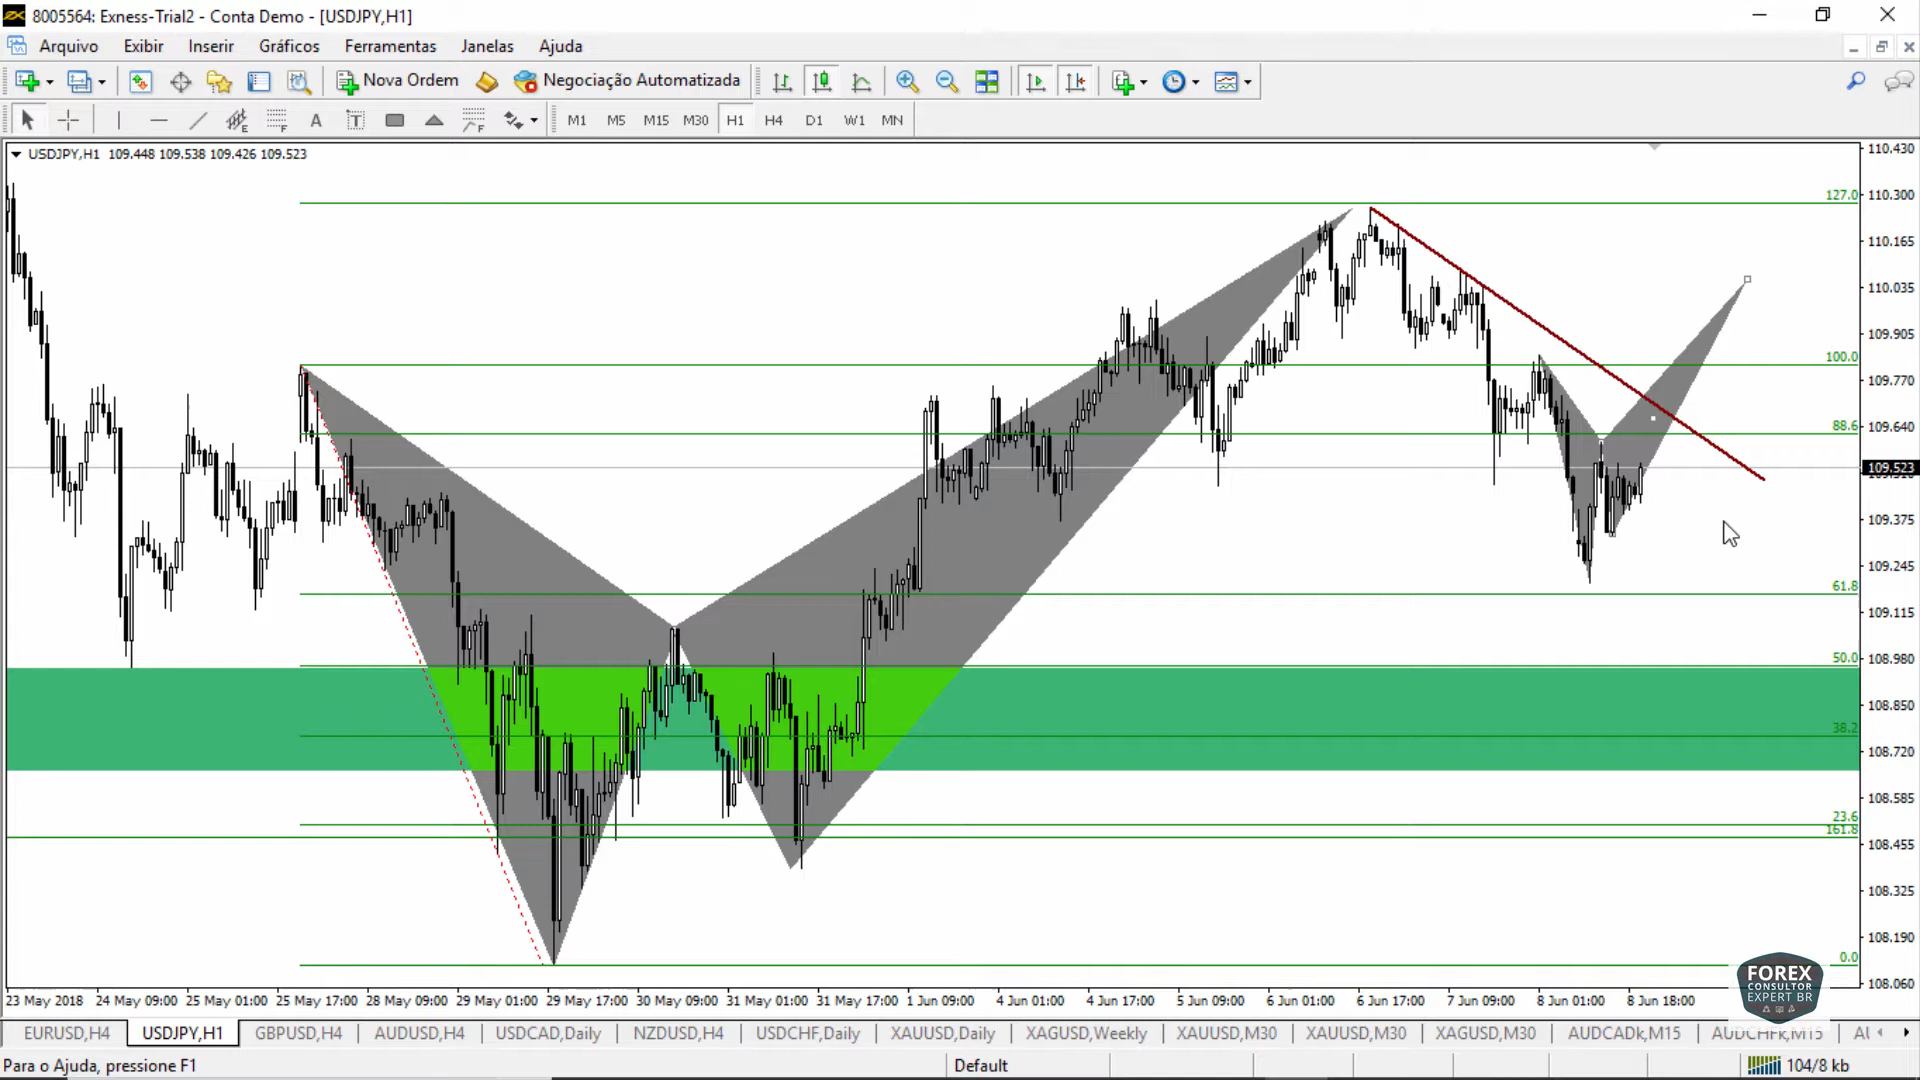 8005564: Exness-Trial2 - Conta Demo - [USDJPY,H1]
Arquivo Exibir Inserir Gráficos Ferramentas Janelas Ajuda
Nova Ordem Negociação Automatizada
E F A T F M1 M5 M15 M30 H1 H4 D1 W1 MN
USDJPY,H1 109.448 109.538 109.426 109.523
110.430
127.0 110.300
110.165
110.035
109.905
100.0
109.770
88.6 109.640
109.523
109.375
109.245
61.8
109.115
50.0 108.980
108.850
38.2
108.720
108.585
23.6
161.8
108.455
108.325
108.190
0.0
108.060
FOREX
CONSULTOR
EXPERT BR
23 May 2018 24 May 09:00 25 May 01:00 25 May 17:00 28 May 09:00 29 May 01:00 29 May 17:00 30 May 09:00 31 May 01:00 31 May 17:00 1 Jun 09:00 4 Jun 01:00 4 Jun 17:00 5 Jun 09:00 6 Jun 01:00 6 Jun 17:00 7 Jun 09:00 8 Jun 01:00 8 Jun 18:00
EURUSD,H4 USDJPY,H1 GBPUSD,H4 AUDUSD,H4 USDCAD,Daily NZDUSD,H4 USDCHF,Daily XAUUSD,Daily XAGUSD,Weekly XAUUSD,M30 XAUUSD,M30 XAGUSD,M30 AUDCADk,M15 AUDCHFk,M15
Para o Ajuda, pressione F1 Default 104/8 kb